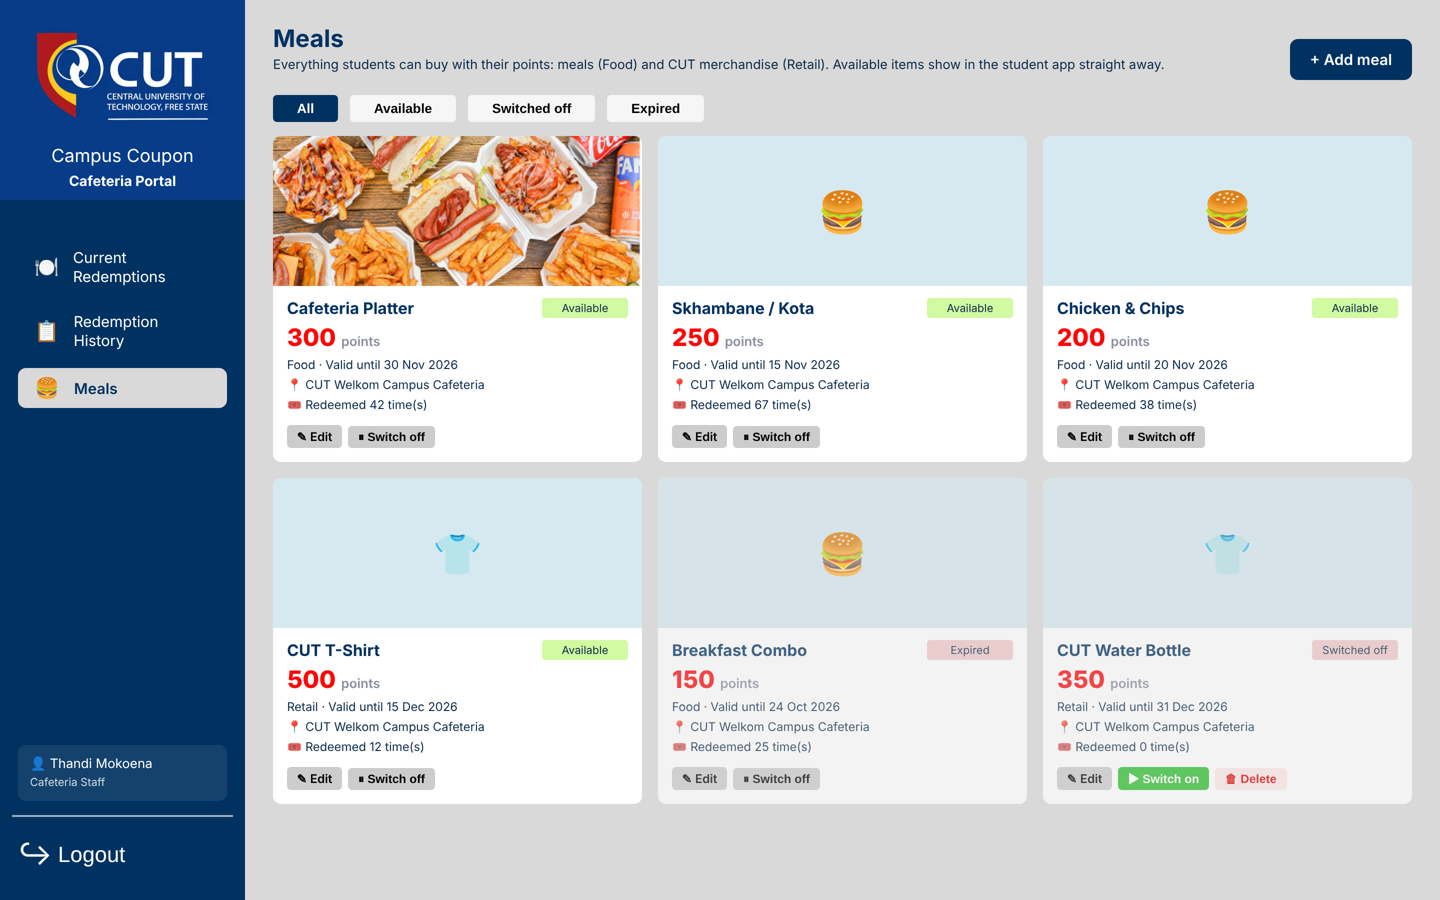 CUT
CENTRAL UNIVERSITY OF
TECHNOLOGY, FREE STATE
Campus Coupon
Cafeteria Portal
Current
Redemptions
Redemption
History
Meals
Thandi Mokoena
Cafeteria Staff
Logout
Meals
Everything students can buy with their points: meals (Food) and CUT merchandise (Retail). Available items show in the student app straight away.
+ Add meal
All Available Switched off Expired
Cafeteria Platter Available
300 points
Food · Valid until 30 Nov 2026
CUT Welkom Campus Cafeteria
Redeemed 42 time(s)
Edit Switch off
Skhambane / Kota Available
250 points
Food · Valid until 15 Nov 2026
CUT Welkom Campus Cafeteria
Redeemed 67 time(s)
Edit Switch off
Chicken & Chips Available
200 points
Food · Valid until 20 Nov 2026
CUT Welkom Campus Cafeteria
Redeemed 38 time(s)
Edit Switch off
CUT T-Shirt Available
500 points
Retail · Valid until 15 Dec 2026
CUT Welkom Campus Cafeteria
Redeemed 12 time(s)
Edit Switch off
Breakfast Combo Expired
150 points
Food · Valid until 24 Oct 2026
CUT Welkom Campus Cafeteria
Redeemed 25 time(s)
Edit Switch off
CUT Water Bottle Switched off
350 points
Retail · Valid until 31 Dec 2026
CUT Welkom Campus Cafeteria
Redeemed 0 time(s)
Edit Switch on Delete